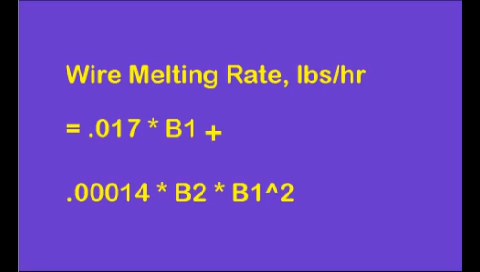 Wire Melting Rate, lbs/hr
= .017 * B1 +
.00014 * B2 * B1^2